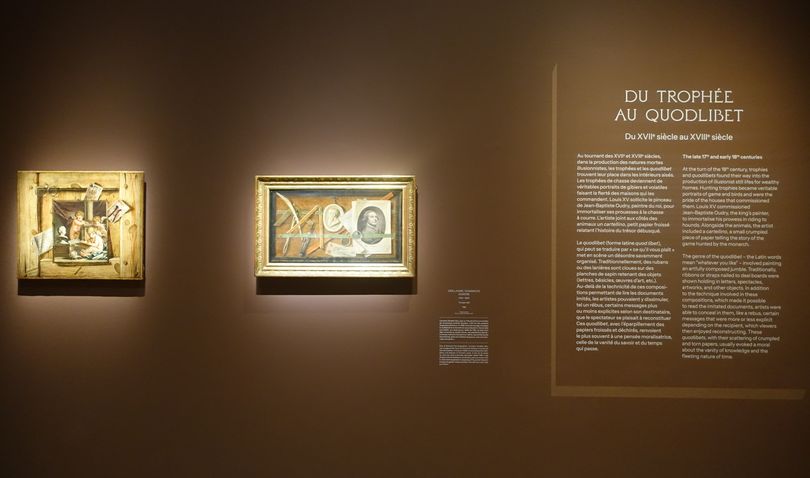 DU TROPHÉE
AU QUODLIBET
Du XVIIᵉ siècle au XVIIIᵉ siècle
Au tournant des XVIIᵉ et XVIIIᵉ siècles,
dans la production des natures mortes
illusionnistes, les trophées et les quodlibet
trouvent leur place dans les intérieurs aisés.
Les trophées de chasse deviennent de
véritables portraits de gibiers et volatiles
faisant la fierté des maisons qui les
commandent. Louis XV sollicite le pinceau
de Jean-Baptiste Oudry, peintre du roi, pour
immortaliser ses prouesses à la chasse
à courre. L'artiste joint aux côtés des
animaux un cartellino, petit papier froissé
relatant l'histoire du trésor débusqué.
Le quodlibet (forme latine quod libet),
qui peut se traduire par « ce qu'il vous plaît »
met en scène un désordre savamment
organisé. Traditionnellement, des rubans
ou des lanières sont cloués sur des
planches de sapin retenant des objets
(lettres, bésicles, œuvres d'art, etc.).
Au-delà de la technicité de ces composi-
tions permettant de lire les documents
imités, les artistes pouvaient y dissimuler,
tel un rébus, certains messages plus
ou moins explicites selon son destinataire,
que le spectateur se plaisait à reconstituer
Ces quodlibet, avec l'éparpillement des
papiers froissés et déchirés, renvoient
le plus souvent à une pensée moralisatrice,
celle de la vanité du savoir et du temps
qui passe.
The late 17ᵗʰ and early 18ᵗʰ centuries
At the turn of the 18ᵗʰ century, trophies
and quodlibets found their way into the
production of illusionist still lifes for wealthy
homes. Hunting trophies became veritable
portraits of game and birds and were the
pride of the houses that commissioned
them. Louis XV commissioned
Jean-Baptiste Oudry, the king's painter,
to immortalise his prowess in riding to
hounds. Alongside the animals, the artist
included a cartellino, a small crumpled
piece of paper telling the story of the
game hunted by the monarch.
The genre of the quodlibet – the Latin words
mean "whatever you like" – involved painting
an artfully composed jumble. Traditionally,
ribbons or straps nailed to deal boards were
shown holding in letters, spectacles,
artworks, and other objects. In addition
to the technique involved in these
compositions, which made it possible
to read the imitated documents, artists were
able to conceal in them, like a rebus, certain
messages that were more or less explicit
depending on the recipient, which viewers
then enjoyed reconstructing. These
quodlibets, with their scattering of crumpled
and torn papers, usually evoked a moral
about the vanity of knowledge and the
fleeting nature of time.